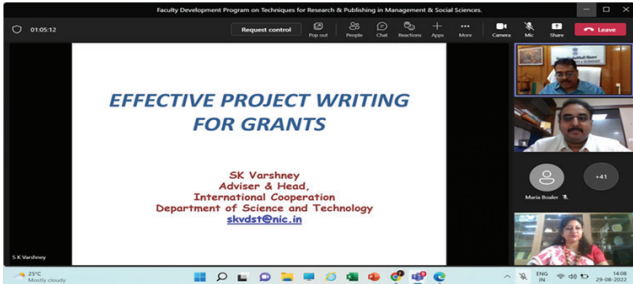 Faculty Development Program on Techniques for Research & Publishing in Management & Social Sciences.
01:05:12
Request control
Pop out
People
Chat
Reactions
Apps
More
Camera
Mic
Share
Leave
EFFECTIVE PROJECT WRITING
FOR GRANTS
SK Varshney
Adviser & Head,
International Cooperation
Department of Science and Technology
skvdst@nic.in
S K Varshney
Maria Boaler
+41
25°C
Mostly cloudy
ENG
IN
14:08
29-08-2022